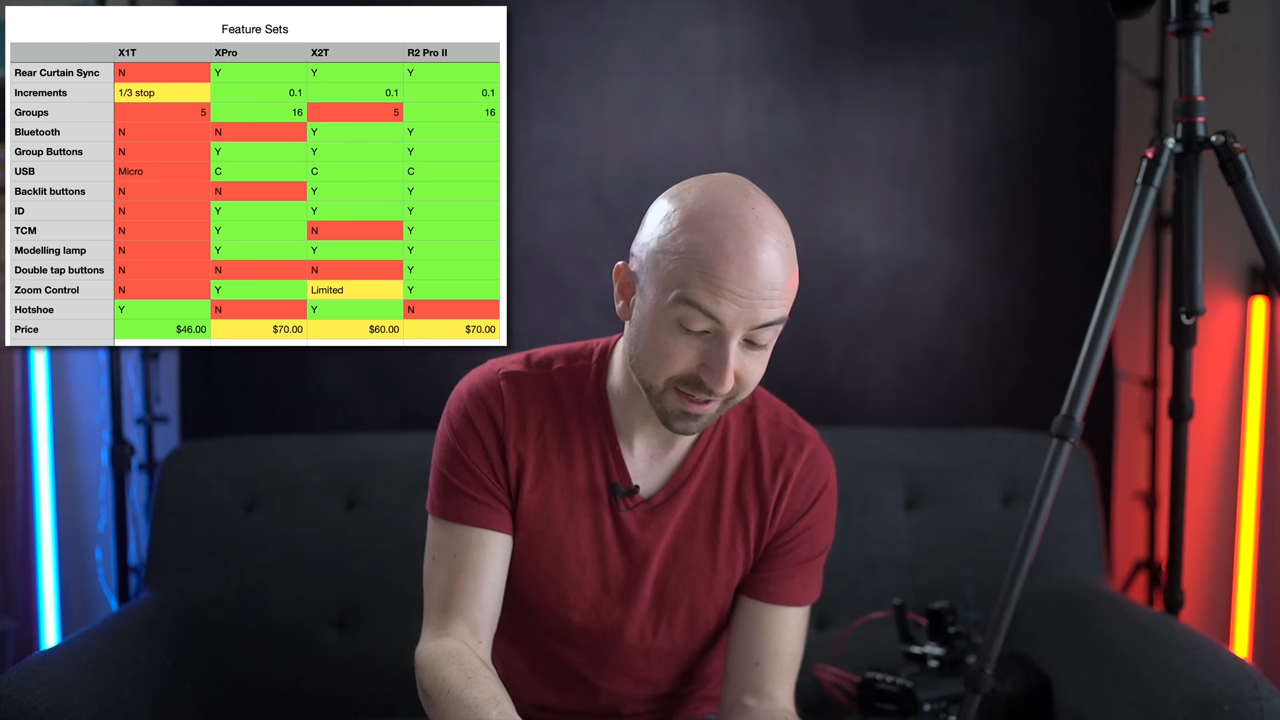 Feature Sets
X1T XPro X2T R2 Pro II
Rear Curtain Sync N Y Y Y
Increments 1/3 stop 0.1 0.1 0.1
Groups 5 16 5 16
Bluetooth N N Y Y
Group Buttons N Y Y Y
USB Micro C C C
Backlit buttons N N Y Y
ID N Y Y Y
TCM N Y N Y
Modelling lamp N Y Y Y
Double tap buttons N N N Y
Zoom Control N Y Limited Y
Hotshoe Y N Y N
Price $46.00 $70.00 $60.00 $70.00